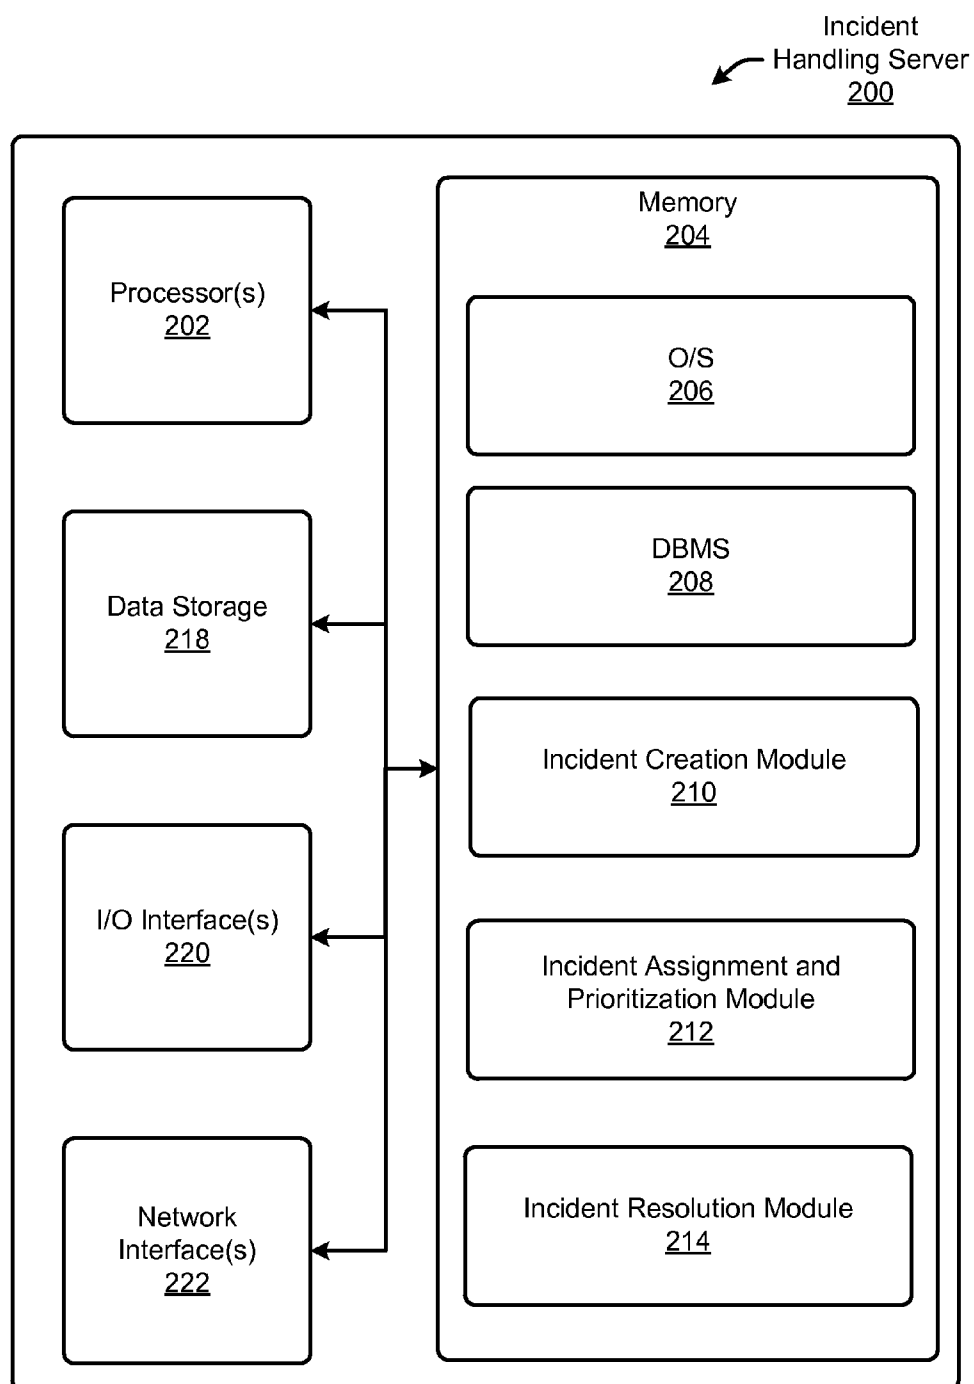 Incident
Handling Server
200
Processor(s)
202
Data Storage
218
I/O Interface(s)
220
Network
Interface(s)
222
Memory
204
O/S
206
DBMS
208
Incident Creation Module
210
Incident Assignment and
Prioritization Module
212
Incident Resolution Module
214